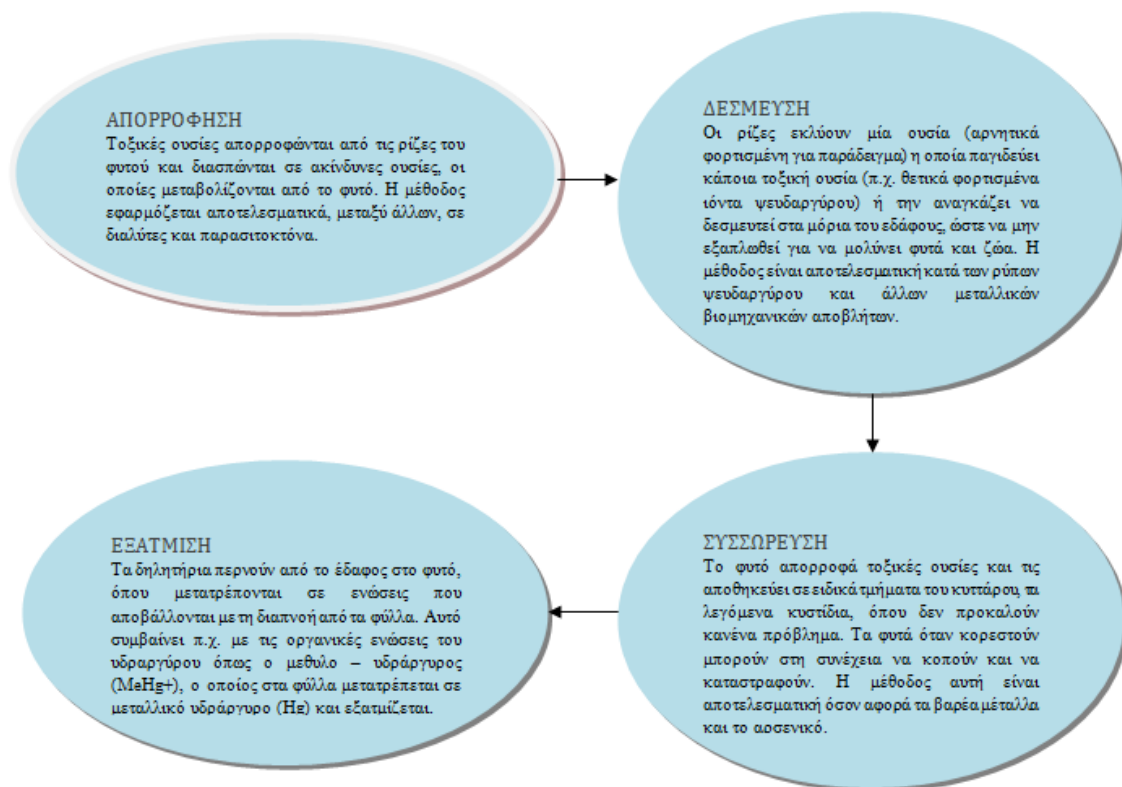 ΑΠΟΡΡΟΦΗΣΗ
Τοξικές ουσίες απορροφώνται από τις ρίζες του
φυτού και διασπώνται σε ακίνδυνες ουσίες, οι
οποίες μεταβολίζονται από το φυτό. Η μέθοδος
εφαρμόζεται αποτελεσματικά, μεταξύ άλλων, σε
διαλύτες και παρασιτοκτόνα.
ΔΕΣΜΕΥΣΗ
Οι ρίζες εκλύουν μία ουσία (αρνητικά
φορτισμένη για παράδειγμα) η οποία παγιδεύει
κάποια τοξική ουσία (π.χ. θετικά φορτισμένα
ιόντα ψευδαργύρου) ή την αναγκάζει να
δεσμευτεί στα μόρια του εδάφους, ώστε να μην
εξαπλωθεί για να μολύνει φυτά και ζώα. Η
μέθοδος είναι αποτελεσματική κατά των ρύπων
ψευδαργύρου και άλλων μεταλλικών
βιομηχανικών αποβλήτων.
ΣΥΣΣΩΡΕΥΣΗ
Το φυτό απορροφά τοξικές ουσίες και τις
αποθηκεύει σε ειδικά τμήματα του κυττάρου, τα
λεγόμενα κυστίδια, όπου δεν προκαλούν
κανένα πρόβλημα. Τα φυτά όταν κορεστούν
μπορούν στη συνέχεια να κοπούν και να
καταστραφούν. Η μέθοδος αυτή είναι
αποτελεσματική όσον αφορά τα βαρέα μέταλλα
και το αρσενικό.
ΕΞΑΤΜΙΣΗ
Τα δηλητήρια περνούν από το έδαφος στο φυτό,
όπου μετατρέπονται σε ενώσεις που
αποβάλλονται με τη διαπνοή από τα φύλλα. Αυτό
συμβαίνει π.χ. με τις οργανικές ενώσεις του
υδραργύρου όπως ο μεθυλο – υδράργυρος
(MeHg+), ο οποίος στα φύλλα μετατρέπεται σε
μεταλλικό υδράργυρο (Hg) και εξατμίζεται.